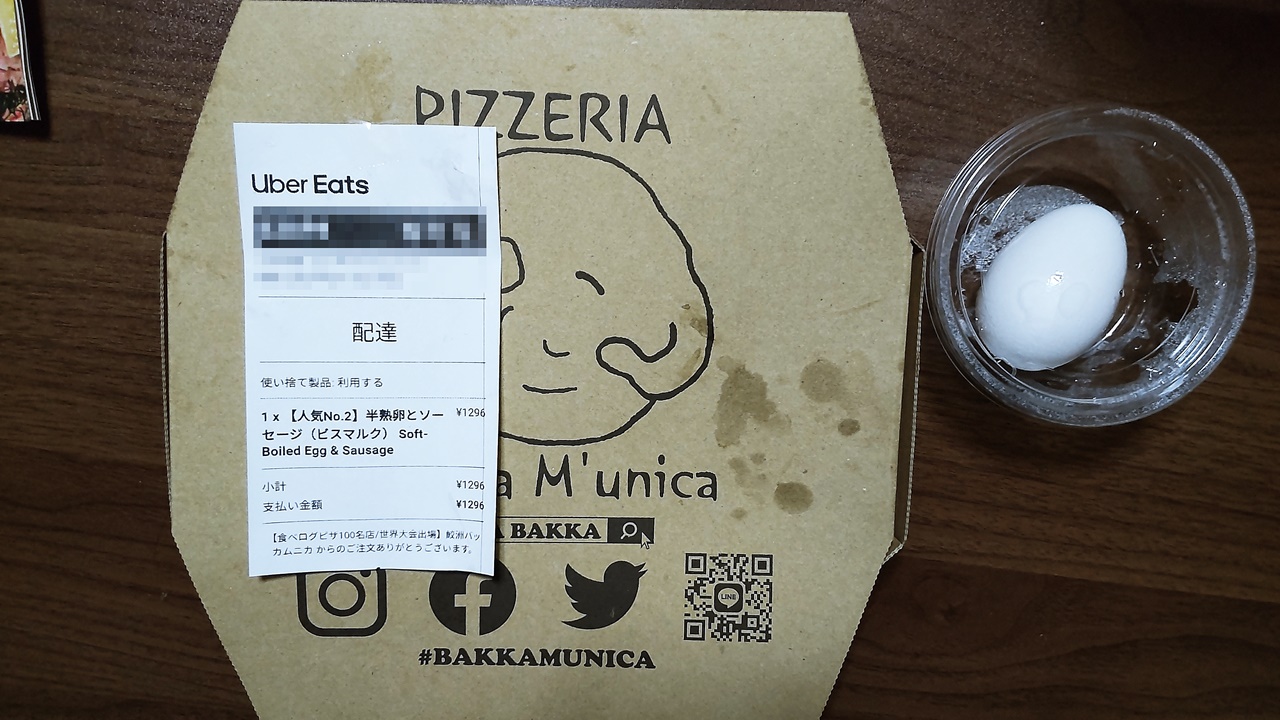 PIZZERIA
Uber Eats
配達
使い捨て製品: 利用する
1 x 【人気No.2】半熟卵とソー ¥1296
セージ（ビスマルク） Soft-
Boiled Egg & Sausage
小計 ¥1296
支払い金額 ¥1296
【食べログピザ100名店/世界大会出場】鮫洲バッ
カムニカ からのご注文ありがとうございます。
a M'unica
A BAKKA
LINE
#BAKKAMUNICA